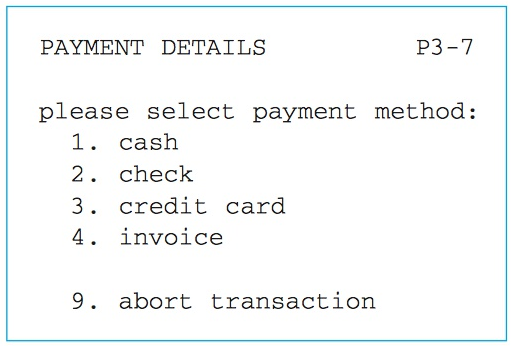 PAYMENT DETAILS P3-7
please select payment method:
1. cash
2. check
3. credit card
4. invoice
9. abort transaction